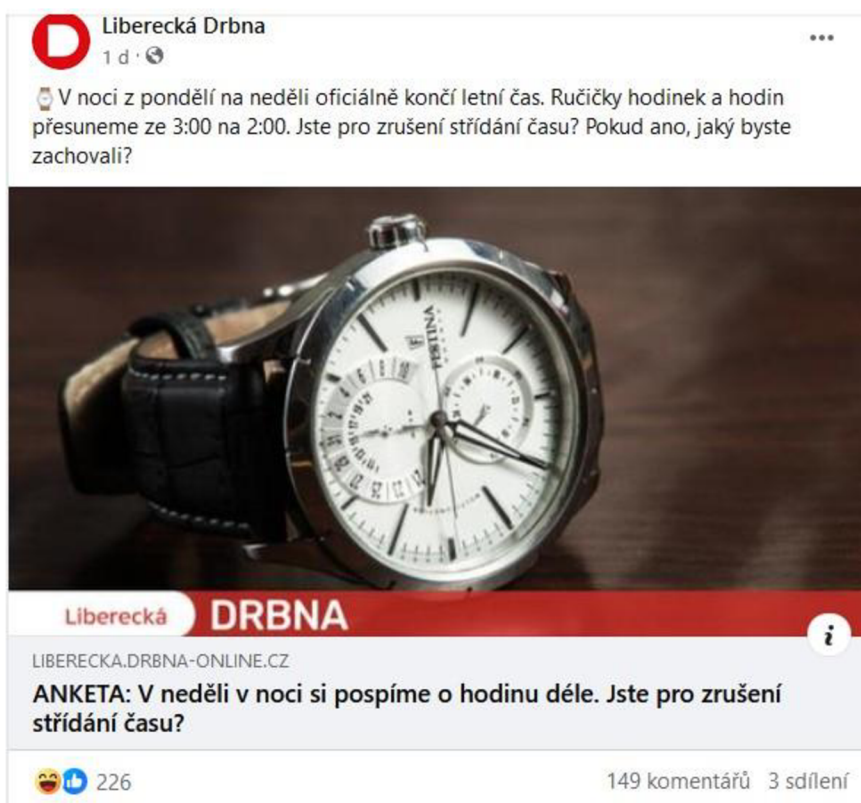 Liberecká Drbna
1 d ·
V noci z pondělí na neděli oficiálně končí letní čas. Ručičky hodinek a hodin
přesuneme ze 3:00 na 2:00. Jste pro zrušení střídání času? Pokud ano, jaký byste
zachovali?
FESTINA
Liberecká DRBNA
LIBERECKA.DRBNA-ONLINE.CZ
ANKETA: V neděli v noci si pospíme o hodinu déle. Jste pro zrušení
střídání času?
226
149 komentářů 3 sdílení